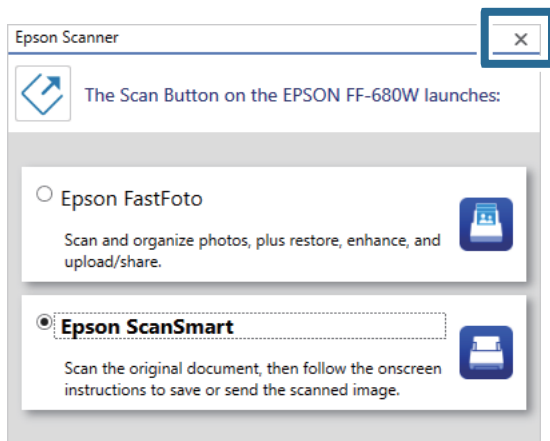 Epson Scanner
The Scan Button on the EPSON FF-680W launches:
Epson FastFoto
Scan and organize photos, plus restore, enhance, and
upload/share.
Epson ScanSmart
Scan the original document, then follow the onscreen
instructions to save or send the scanned image.